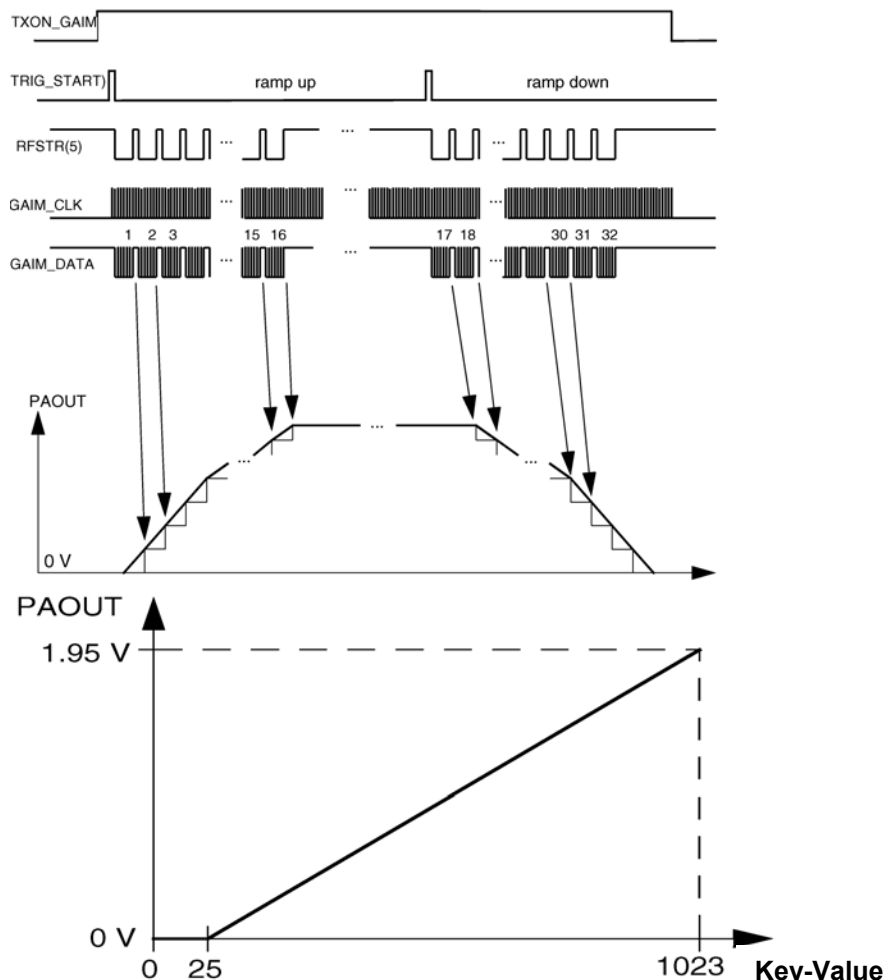 TXON_GAIM
TRIG_START)
ramp up
ramp down
RFSTR(5)
... ... ...
GAIM_CLK
... ... ...
1 2 3 15 16 17 18 30 31 32
GAIM_DATA
... ... ...
PAOUT
... ... ...
0 V
PAOUT
1.95 V
0 V
0 25 1023 Key-Value